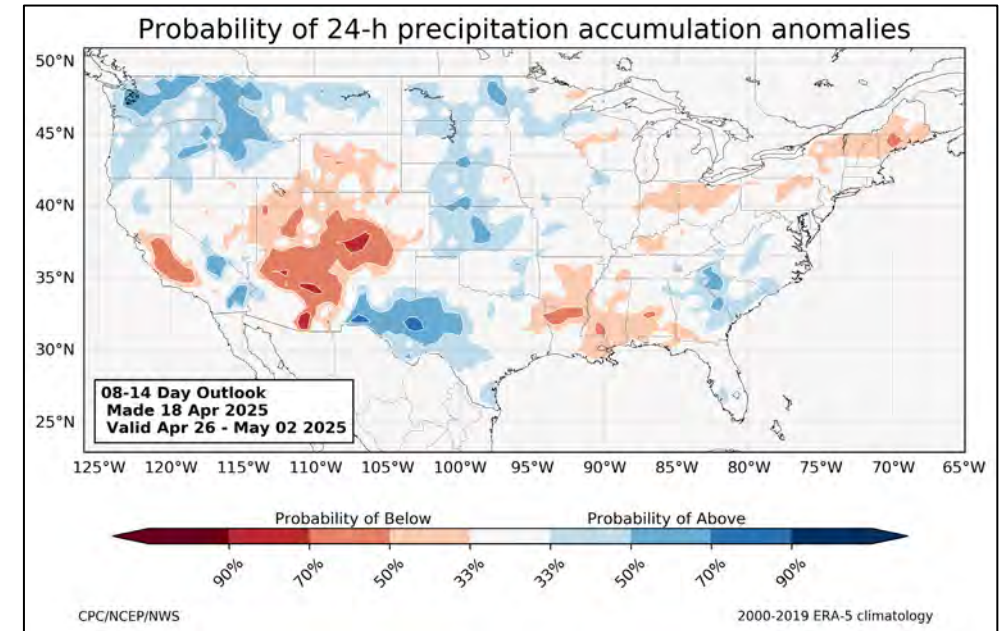 Probability of 24-h precipitation accumulation anomalies
50°N
45°N
40°N
35°N
30°N
25°N
08-14 Day Outlook
Made 18 Apr 2025
Valid Apr 26 - May 02 2025
125°W 120°W 115°W 110°W 105°W 100°W 95°W 90°W 85°W 80°W 75°W 70°W 65°W
Probability of Below Probability of Above
90% 70% 50% 33% 33% 50% 70% 90%
CPC/NCEP/NWS 2000-2019 ERA-5 climatology